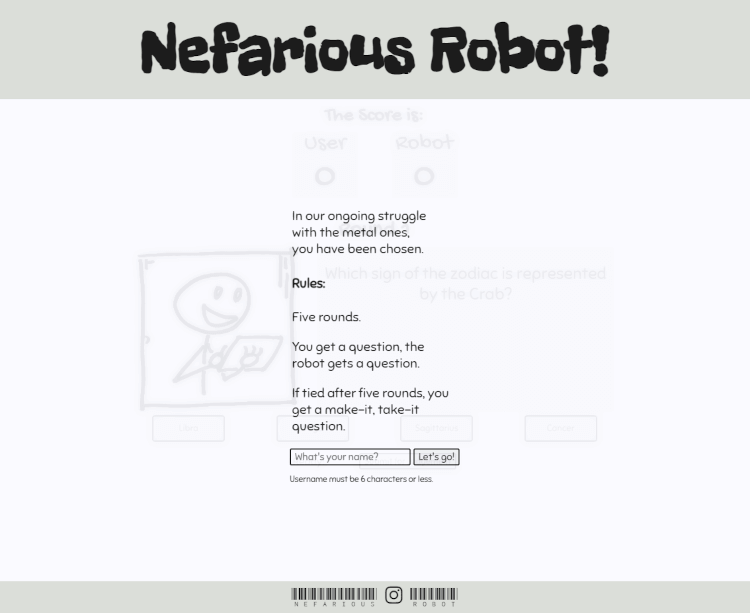 Nefarious Robot!
The Score is:
User Robot
0 0
In our ongoing struggle
with the metal ones,
you have been chosen.
Which sign of the zodiac is represented
by the Crab?
Rules:
Five rounds.
You get a question, the
robot gets a question.
If tied after five rounds, you
get a make-it, take-it
question.
Libra Sagittarius Cancer
What's your name? Let's go!
Username must be 6 characters or less.
NEFARIOUS ROBOT